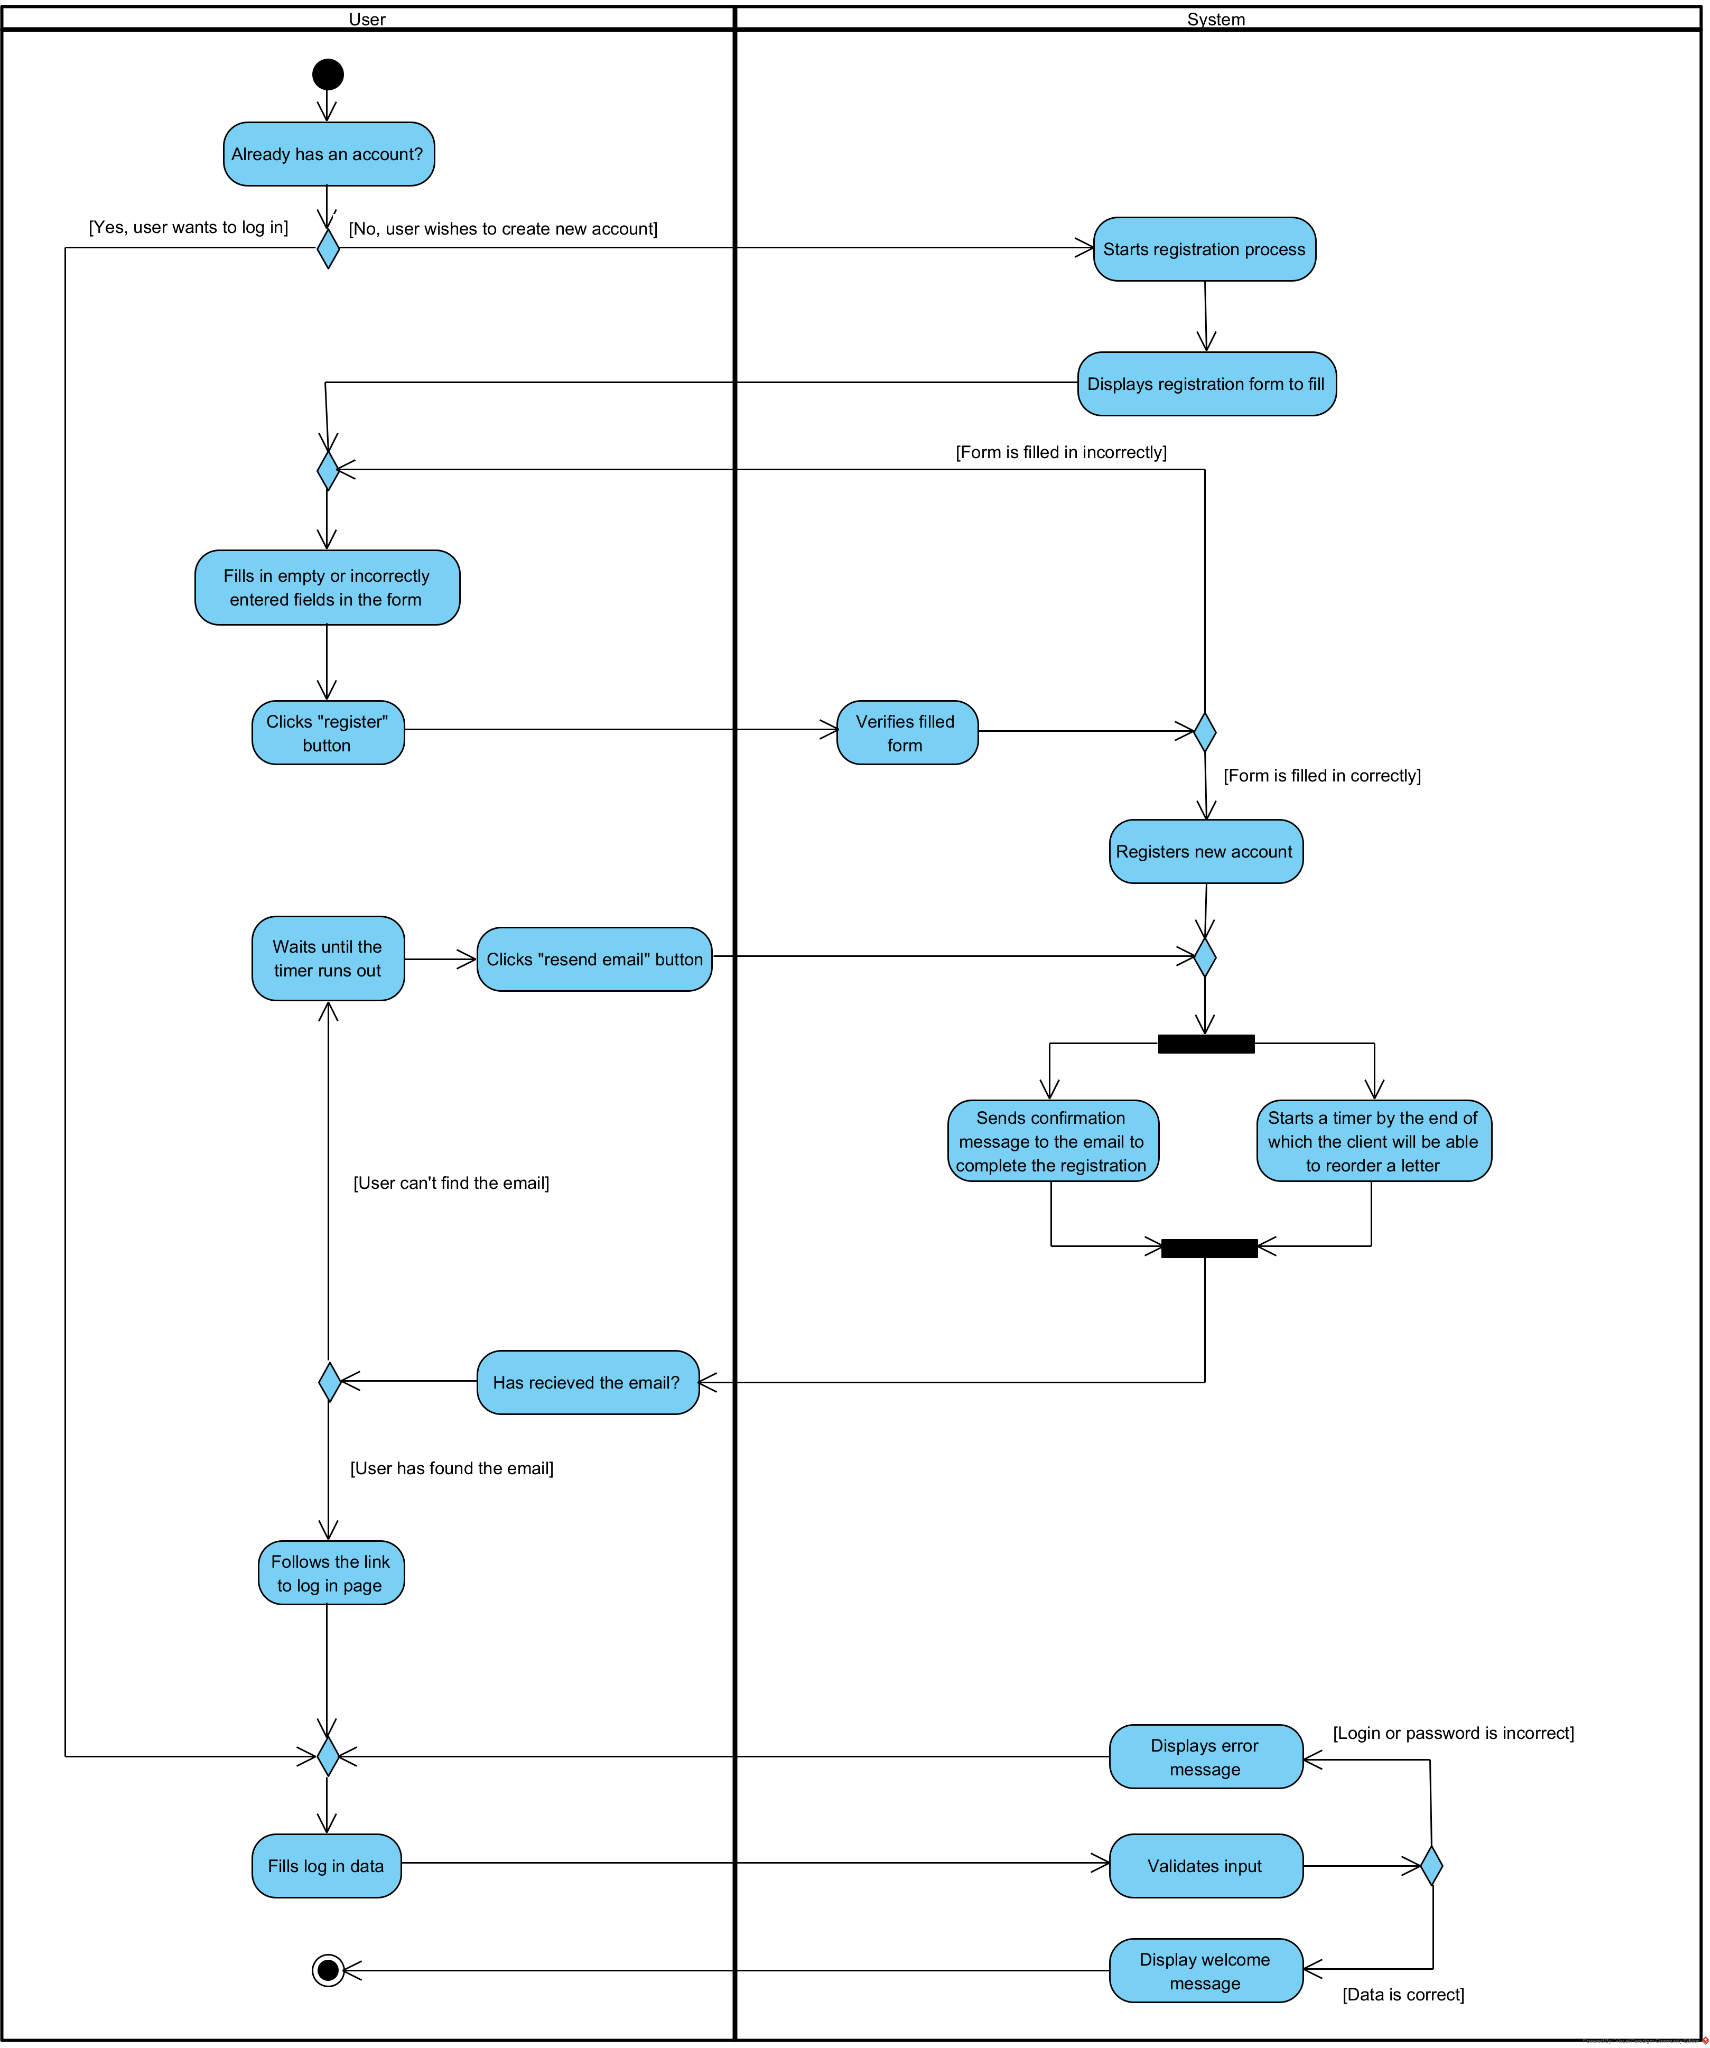 User
System
Already has an account?
[Yes, user wants to log in]
[No, user wishes to create new account]
Starts registration process
Displays registration form to fill
[Form is filled in incorrectly]
Fills in empty or incorrectly
entered fields in the form
Clicks "register"
button
Verifies filled
form
[Form is filled in correctly]
Registers new account
Waits until the
timer runs out
Clicks "resend email" button
Sends confirmation
message to the email to
complete the registration
Starts a timer by the end of
which the client will be able
to reorder a letter
[User can't find the email]
Has recieved the email?
[User has found the email]
Follows the link
to log in page
Displays error
message
[Login or password is incorrect]
Fills log in data
Validates input
Display welcome
message
[Data is correct]